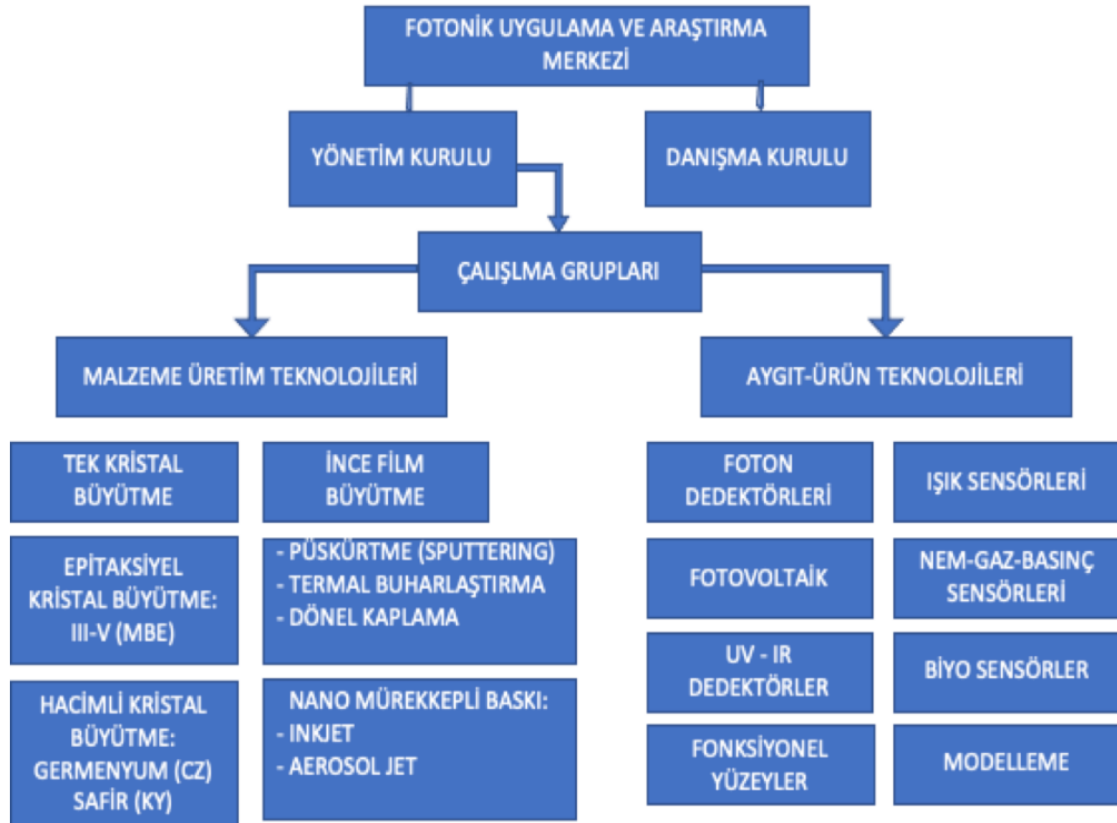 FOTONİK UYGULAMA VE ARAŞTIRMA
MERKEZİ
YÖNETİM KURULU
DANIŞMA KURULU
ÇALIŞLMA GRUPLARI
MALZEME ÜRETİM TEKNOLOJİLERİ
AYGIT-ÜRÜN TEKNOLOJİLERİ
TEK KRİSTAL
BÜYÜTME
İNCE FİLM
BÜYÜTME
EPİTAKSİYEL
KRİSTAL BÜYÜTME:
III-V (MBE)
- PÜSKÜRTME (SPUTTERING)
- TERMAL BUHARLAŞTIRMA
- DÖNEL KAPLAMA
HACİMLİ KRİSTAL
BÜYÜTME:
GERMENYUM (CZ)
SAFİR (KY)
NANO MÜREKKEPLİ BASKI:
- INKJET
- AEROSOL JET
FOTON
DEDEKTÖRLERİ
IŞIK SENSÖRLERİ
FOTOVOLTAİK
NEM-GAZ-BASINÇ
SENSÖRLERİ
UV - IR
DEDEKTÖRLER
BİYO SENSÖRLER
FONKSİYONEL
YÜZEYLER
MODELLEME